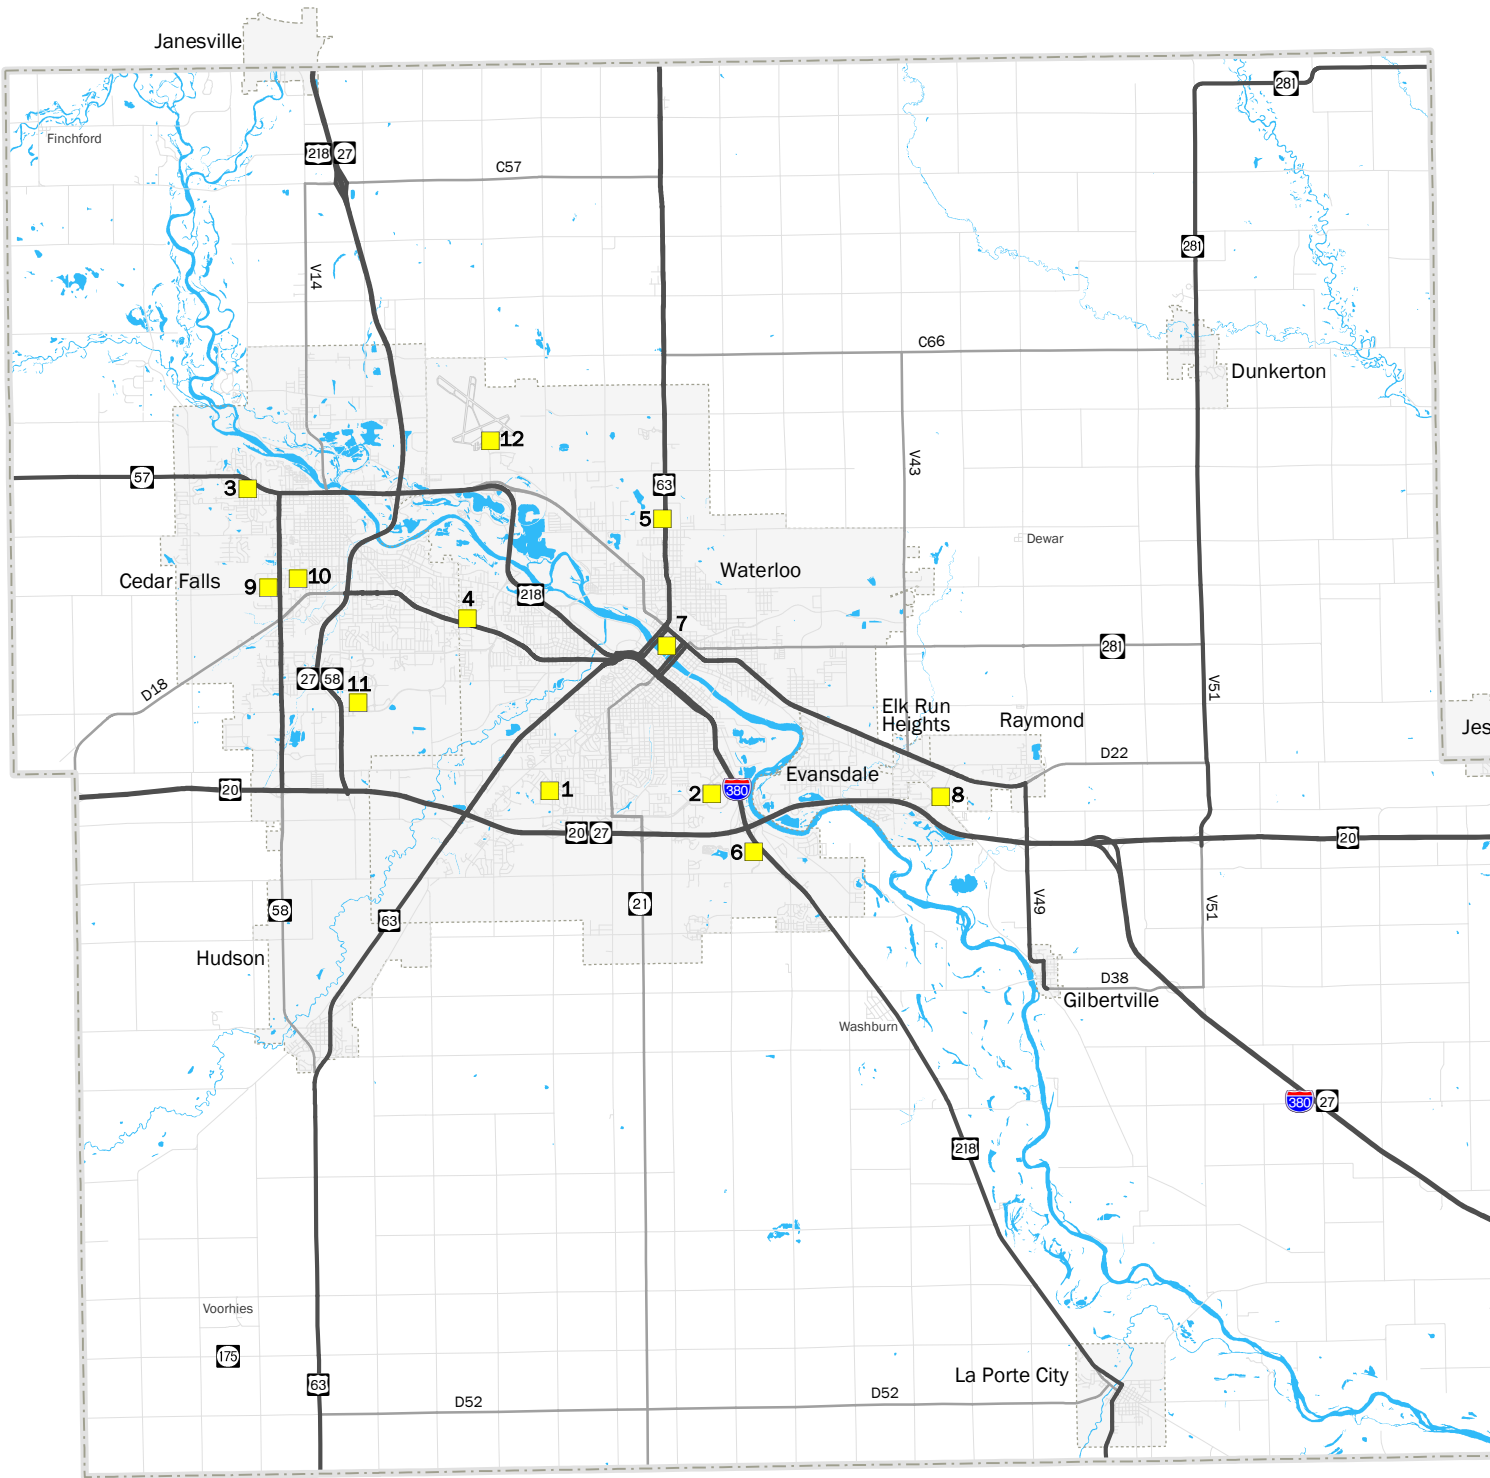 Janesville
281
Finchford
218
27
C57
281
V14
C66
Dunkerton
12
57
3
63
V43
5
Dewar
Cedar Falls
9
10
Waterloo
4
218
7
281
27
58
11
D18
V51
Elk Run
Heights
Raymond
Jes
D22
Evansdale
20
1
2
380
8
20
27
20
6
58
63
21
V49
V51
Hudson
D38
Gilbertville
Washburn
380
27
218
Voorhies
175
63
La Porte City
D52
D52